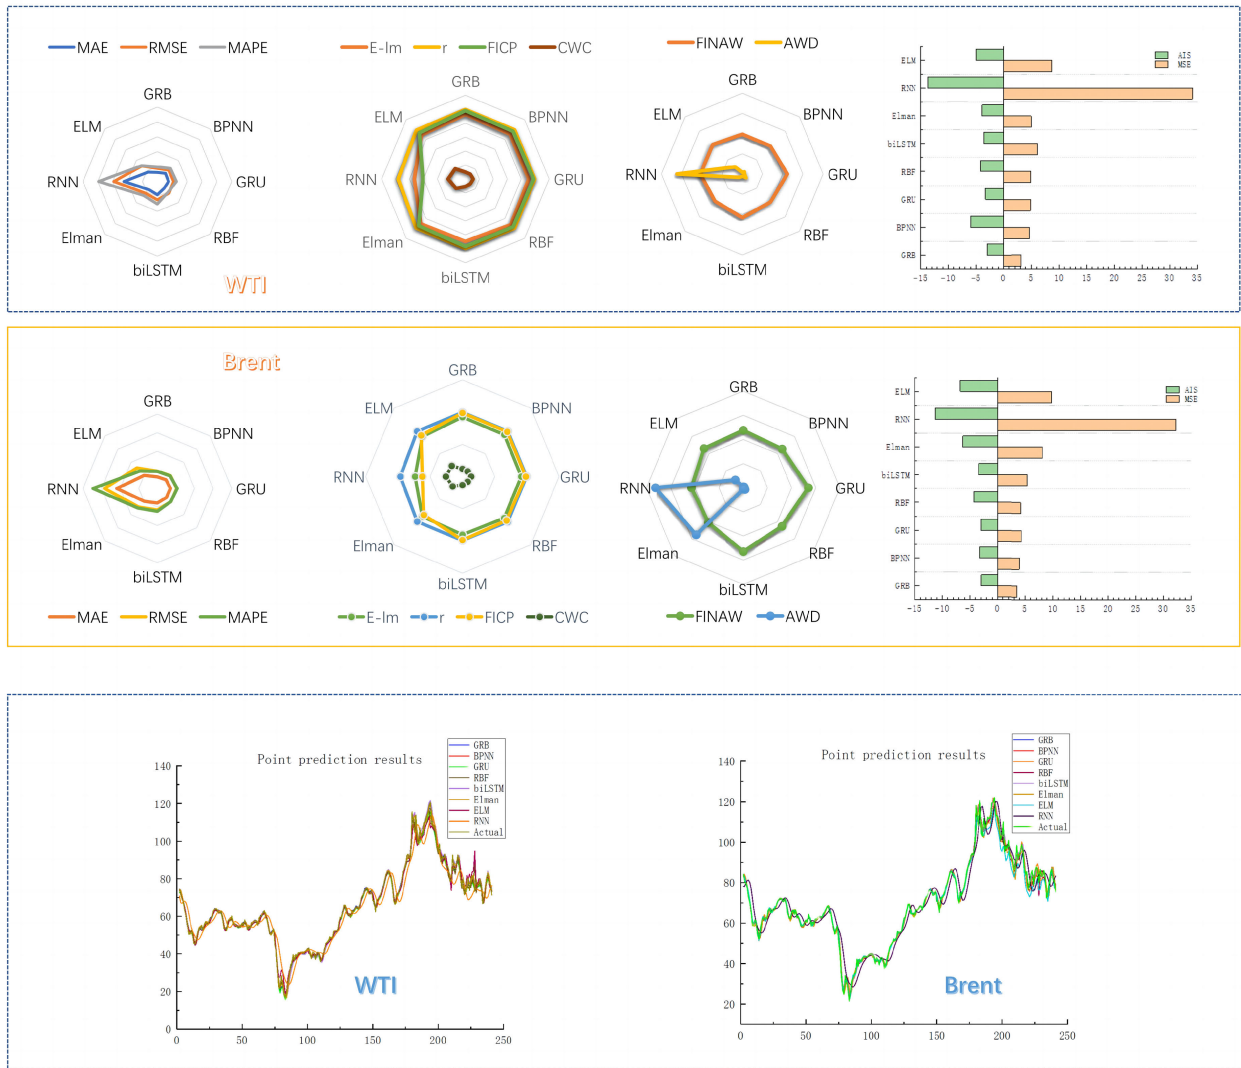 MAE RMSE MAPE
GRB
BPNN
GRU
RBF
biLSTM
Elman
RNN
ELM
E-lm r FICP CWC
GRB
BPNN
GRU
RBF
biLSTM
Elman
RNN
ELM
FINAW AWD
GRB
BPNN
GRU
RBF
biLSTM
Elman
RNN
ELM
AIS
MSE
ELM
RNN
Elman
biLSTM
RBF
GRU
BPNN
GRB
-15 -10 -5 0 5 10 15 20 25 30 35
WTI
Brent
GRB
BPNN
GRU
RBF
biLSTM
Elman
RNN
ELM
MAE RMSE MAPE
GRB
BPNN
GRU
RBF
biLSTM
Elman
RNN
ELM
E-lm r FICP CWC
GRB
BPNN
GRU
RBF
biLSTM
Elman
RNN
ELM
FINAW AWD
AIS
MSE
ELM
RNN
Elman
biLSTM
RBF
GRU
BPNN
GRB
-15 -10 -5 0 5 10 15 20 25 30 35
Point prediction results
GRB
BPNN
GRU
RBF
biLSTM
Elman
ELM
RNN
Actual
140
120
100
80
60
40
20
0
0 50 100 150 200 250
WTI
Point prediction results
GRB
BPNN
GRU
RBF
biLSTM
Elman
ELM
RNN
Actual
140
120
100
80
60
40
20
0 50 100 150 200 250
Brent